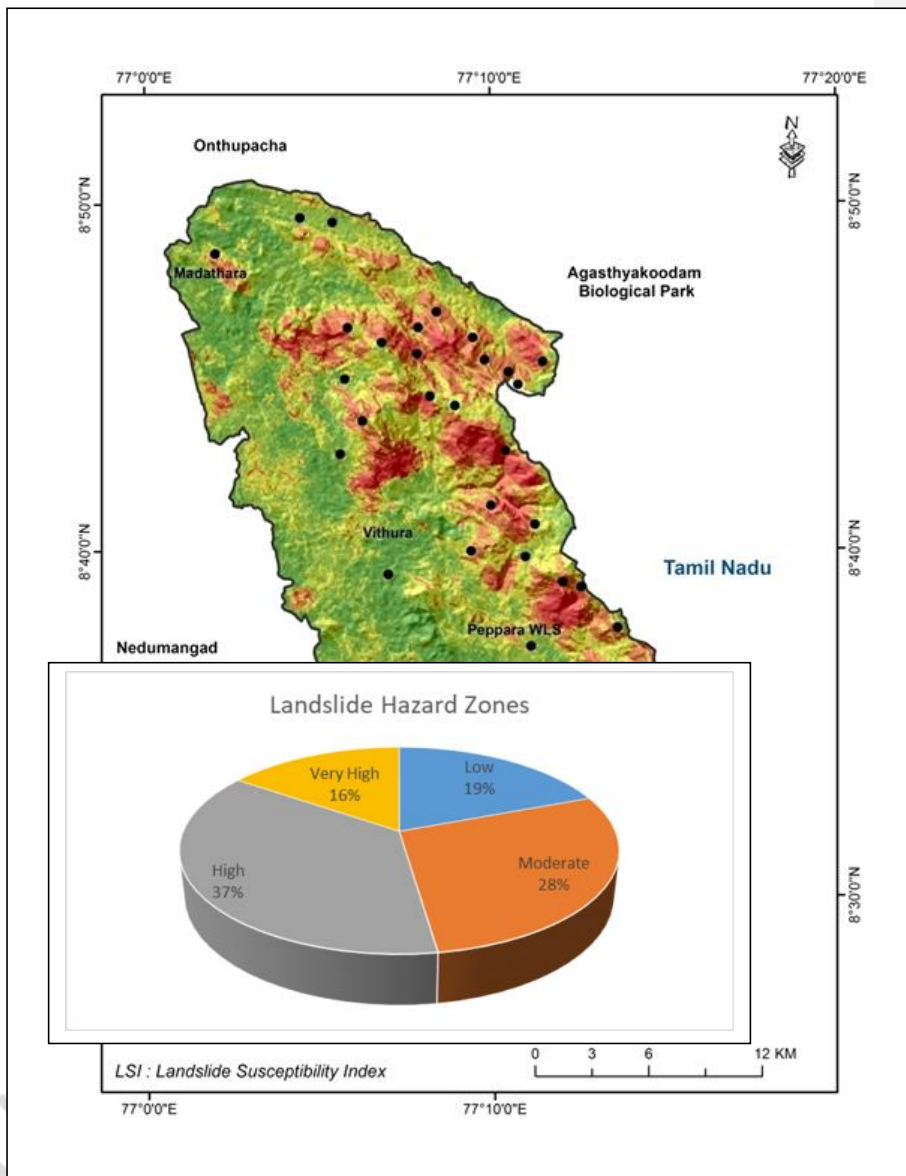 77°0'0"E
77°10'0"E
77°20'0"E
N
Onthupacha
8°50'0"N
8°50'0"N
Madathara
Agasthyakoodam
Biological Park
Vithura
8°40'0"N
8°40'0"N
Tamil Nadu
Peppara WLS
Nedumangad
Landslide Hazard Zones
Very High
16%
Low
19%
High
37%
Moderate
28%
8°30'0"N
LSI : Landslide Susceptibility Index
0 3 6 12 KM
77°0'0"E
77°10'0"E